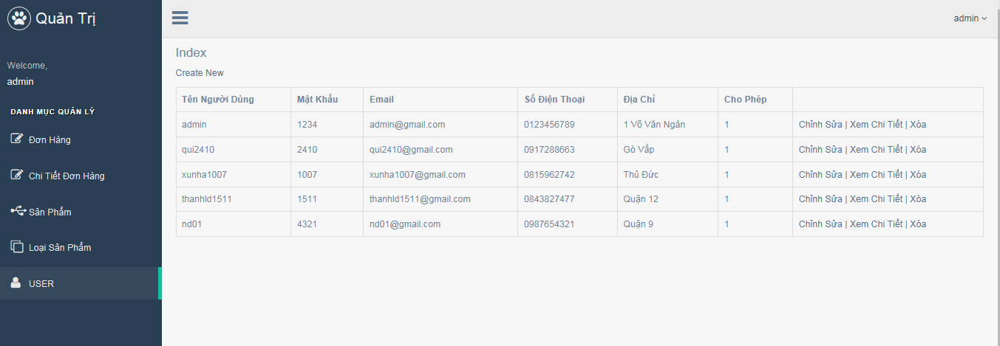 Quản Trị
admin
Welcome,
admin
DANH MỤC QUẢN LÝ
Đơn Hàng
Chi Tiết Đơn Hàng
Sản Phẩm
Loại Sản Phẩm
USER
Index
Create New
Tên Người Dùng Mật Khẩu Email Số Điện Thoại Địa Chỉ Cho Phép
admin 1234 admin@gmail.com 0123456789 1 Võ Văn Ngân 1 Chỉnh Sửa | Xem Chi Tiết | Xóa
qui2410 2410 qui2410@gmail.com 0917288663 Gò Vấp 1 Chỉnh Sửa | Xem Chi Tiết | Xóa
xunha1007 1007 xunha1007@gmail.com 0815962742 Thủ Đức 1 Chỉnh Sửa | Xem Chi Tiết | Xóa
thanhld1511 1511 thanhld1511@gmail.com 0843827477 Quận 12 1 Chỉnh Sửa | Xem Chi Tiết | Xóa
nd01 4321 nd01@gmail.com 0987654321 Quận 9 1 Chỉnh Sửa | Xem Chi Tiết | Xóa